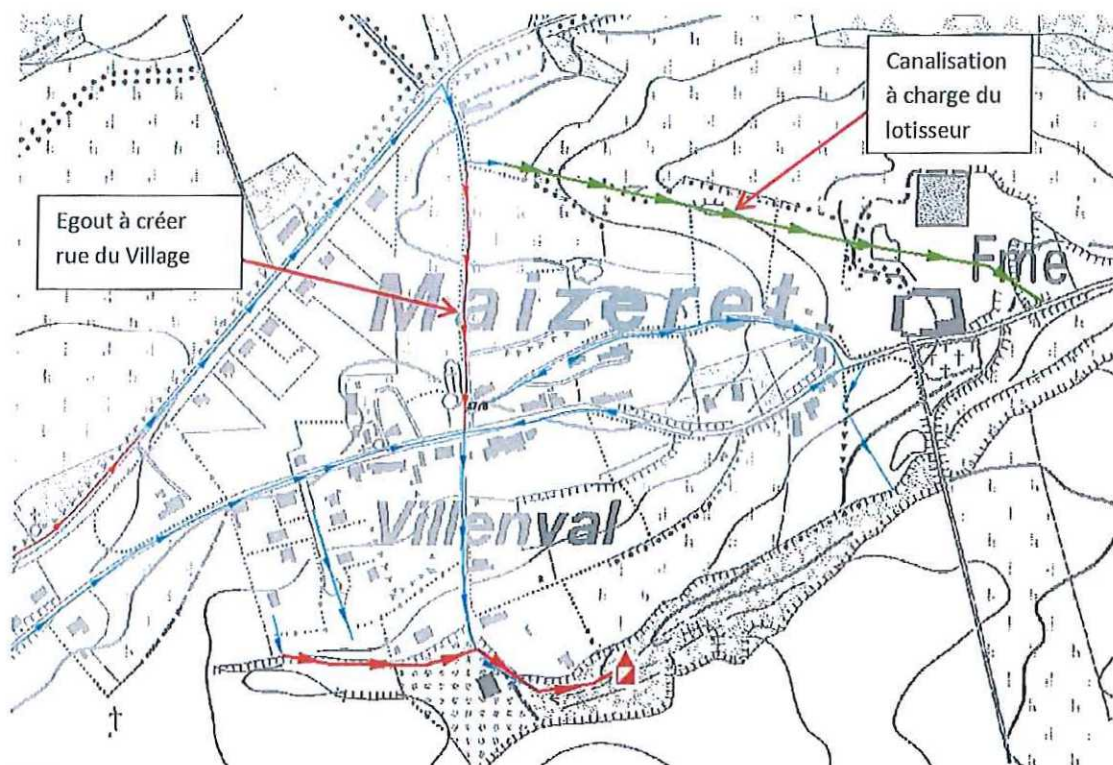 Canalisation
à charge du
lotisseur
Egout à créer
rue du Village
Fme
Maizeret
Villenval